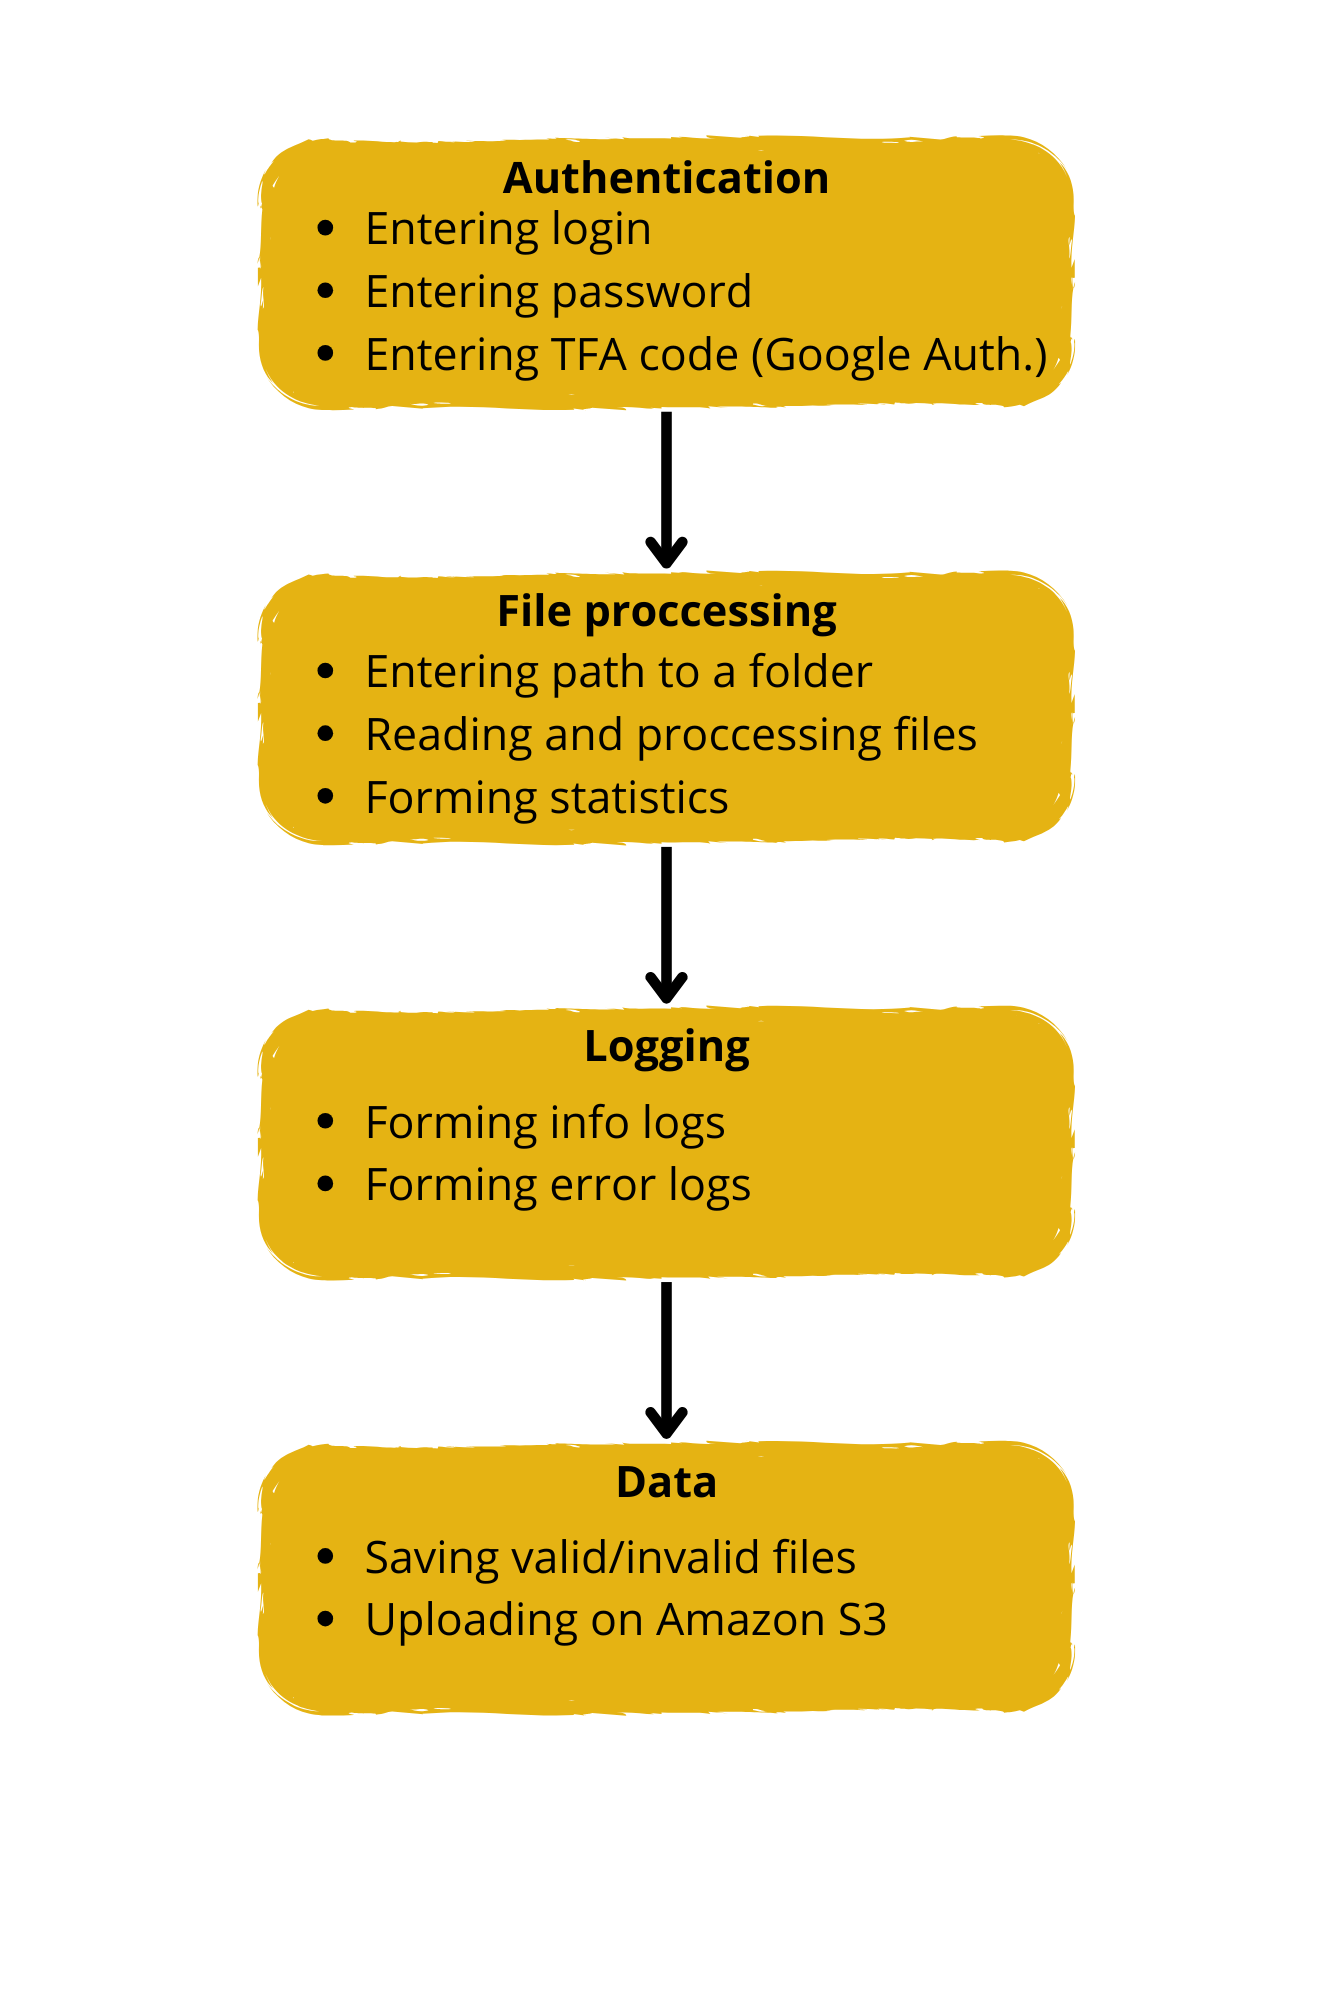 Authentication
• Entering login
• Entering password
• Entering TFA code (Google Auth.)
File proccessing
• Entering path to a folder
• Reading and proccessing files
• Forming statistics
Logging
• Forming info logs
• Forming error logs
Data
• Saving valid/invalid files
• Uploading on Amazon S3